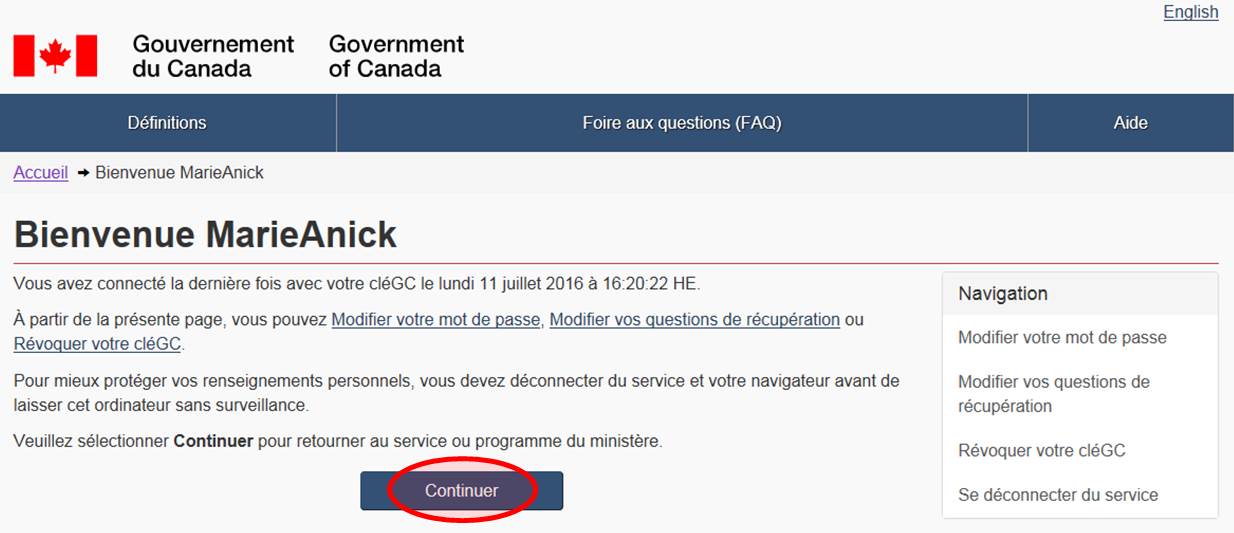 English
Gouvernement du Canada
Government of Canada
Définitions
Foire aux questions (FAQ)
Aide
Accueil ➜ Bienvenue MarieAnick
Bienvenue MarieAnick
Vous avez connecté la dernière fois avec votre cléGC le lundi 11 juillet 2016 à 16:20:22 HE.
À partir de la présente page, vous pouvez Modifier votre mot de passe, Modifier vos questions de récupération ou
Révoquer votre cléGC.
Pour mieux protéger vos renseignements personnels, vous devez déconnecter du service et votre navigateur avant de
laisser cet ordinateur sans surveillance.
Veuillez sélectionner Continuer pour retourner au service ou programme du ministère.
Continuer
Navigation
Modifier votre mot de passe
Modifier vos questions de
récupération
Révoquer votre cléGC
Se déconnecter du service